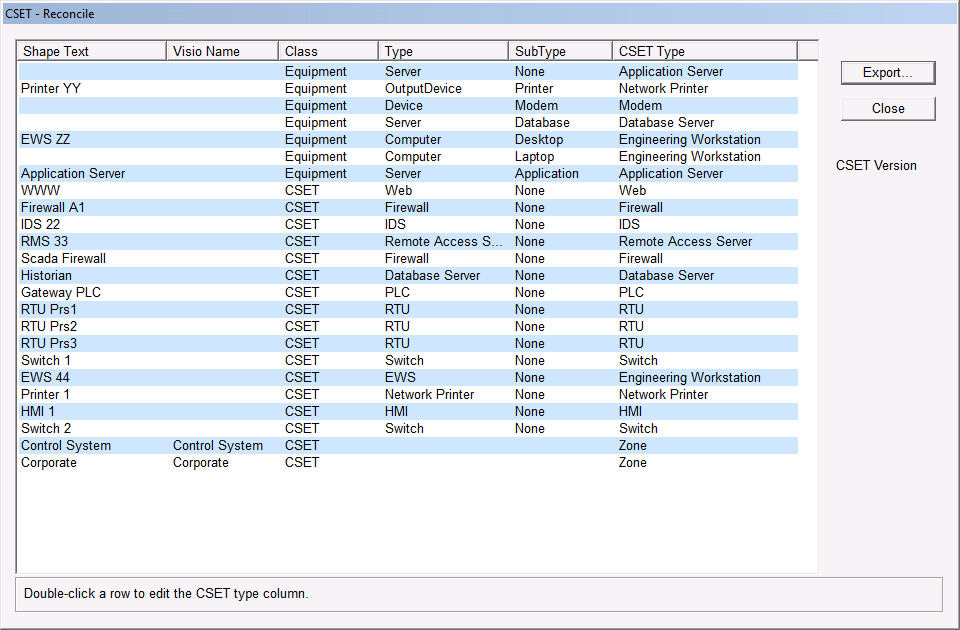 CSET - Reconcile
Shape Text Visio Name Class Type SubType CSET Type
Equipment Server None Application Server
Printer YY Equipment OutputDevice Printer Network Printer
Equipment Device Modem Modem
Equipment Server Database Database Server
EWS ZZ Equipment Computer Desktop Engineering Workstation
Equipment Computer Laptop Engineering Workstation
Application Server Equipment Server Application Application Server
WWW CSET Web None Web
Firewall A1 CSET Firewall None Firewall
IDS 22 CSET IDS None IDS
RMS 33 CSET Remote Access S... None Remote Access Server
Scada Firewall CSET Firewall None Firewall
Historian CSET Database Server None Database Server
Gateway PLC CSET PLC None PLC
RTU Prs1 CSET RTU None RTU
RTU Prs2 CSET RTU None RTU
RTU Prs3 CSET RTU None RTU
Switch 1 CSET Switch None Switch
EWS 44 CSET EWS None Engineering Workstation
Printer 1 CSET Network Printer None Network Printer
HMI 1 CSET HMI None HMI
Switch 2 CSET Switch None Switch
Control System Control System CSET Zone
Corporate Corporate CSET Zone
Export...
Close
CSET Version
Double-click a row to edit the CSET type column.